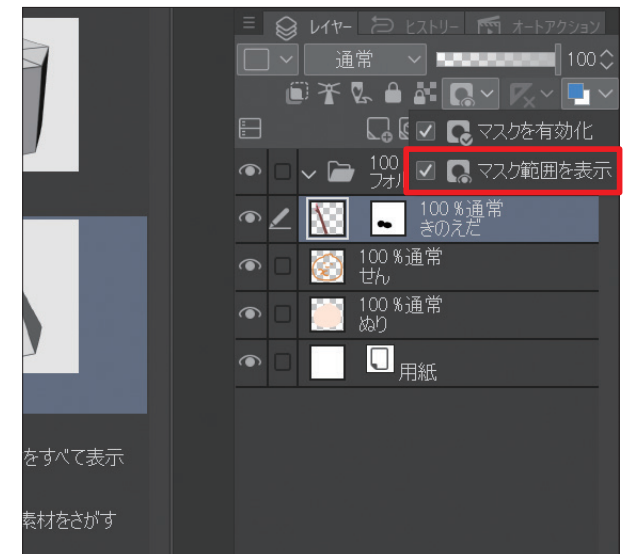 レイヤー ヒストリー オートアクション
通常 100
マスクを有効化
100
フォル
マスク範囲を表示
100 %通常
きのえだ
100 %通常
せん
100 %通常
ぬり
用紙
をすべて表示
素材をさがす